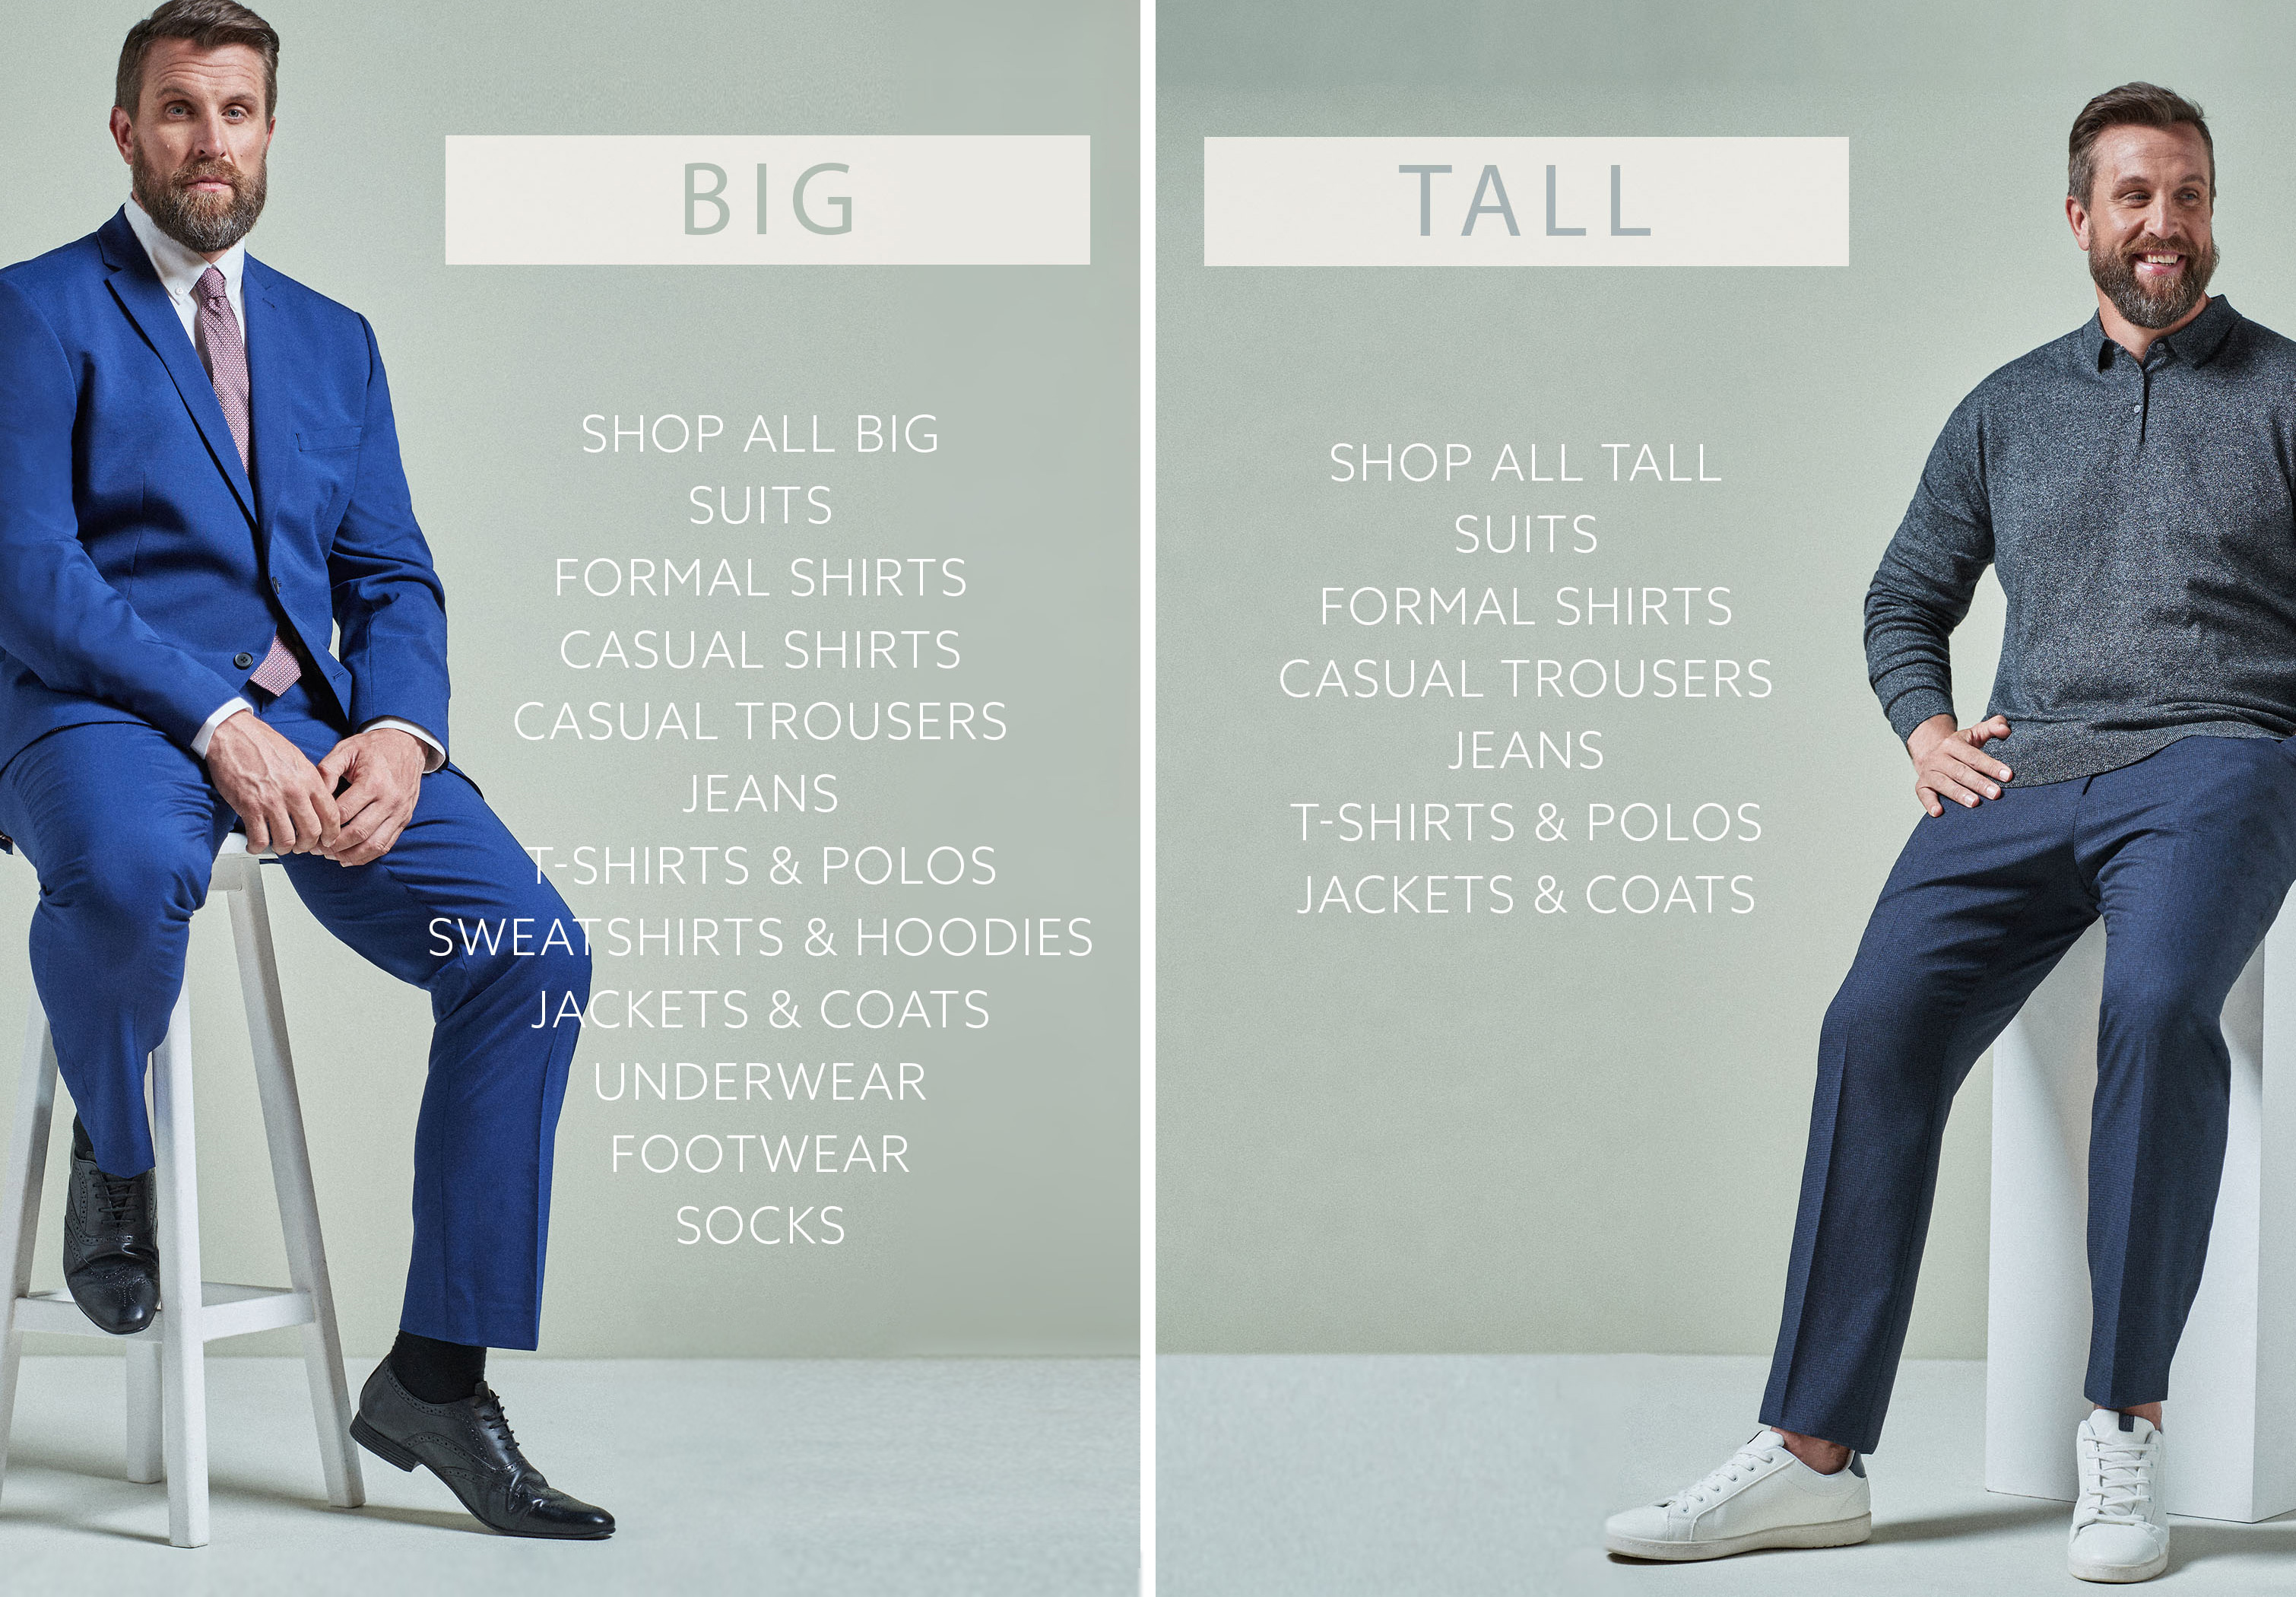 BIG
SHOP ALL BIG
SUITS
FORMAL SHIRTS
CASUAL SHIRTS
CASUAL TROUSERS
JEANS
T-SHIRTS & POLOS
SWEATSHIRTS & HOODIES
JACKETS & COATS
UNDERWEAR
FOOTWEAR
SOCKS
TALL
SHOP ALL TALL
SUITS
FORMAL SHIRTS
CASUAL TROUSERS
JEANS
T-SHIRTS & POLOS
JACKETS & COATS